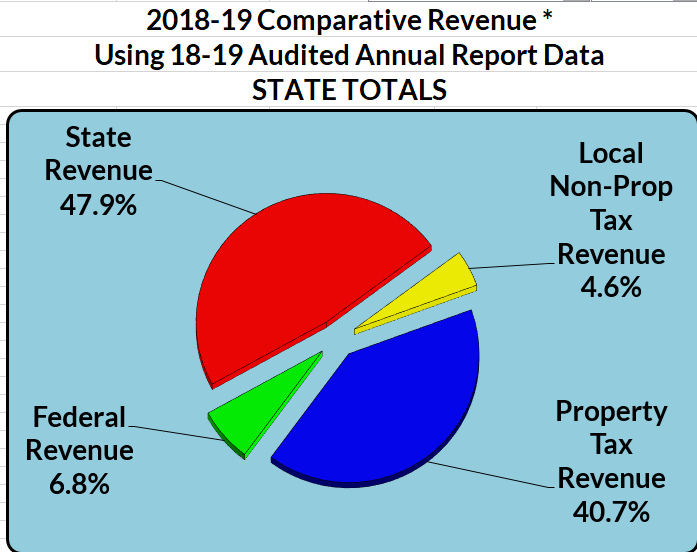 2018-19 Comparative Revenue *
Using 18-19 Audited Annual Report Data
STATE TOTALS
State
Revenue
47.9%
Local
Non-Prop
Tax
Revenue
4.6%
Federal
Revenue
6.8%
Property
Tax
Revenue
40.7%